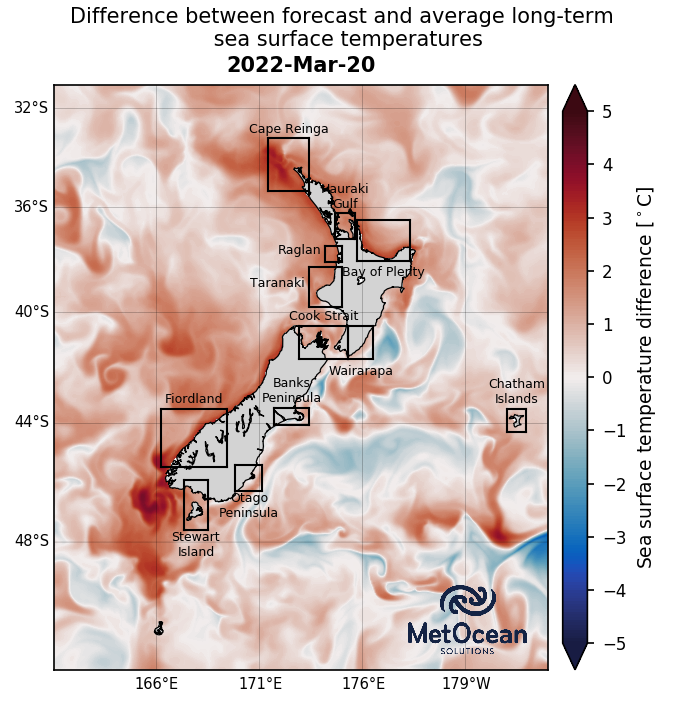 Difference between forecast and average long-term
sea surface temperatures
2022-Mar-20
32°S
36°S
40°S
44°S
48°S
166°E
171°E
176°E
179°W
Cape Reinga
Hauraki
Gulf
Raglan
Bay of Plenty
Taranaki
Cook Strait
Wairarapa
Banks
Peninsula
Fiordland
Chatham
Islands
Otago
Peninsula
Stewart
Island
MetOcean
SOLUTIONS
5
4
3
2
1
0
−1
−2
−3
−4
−5
Sea surface temperature difference [°C]